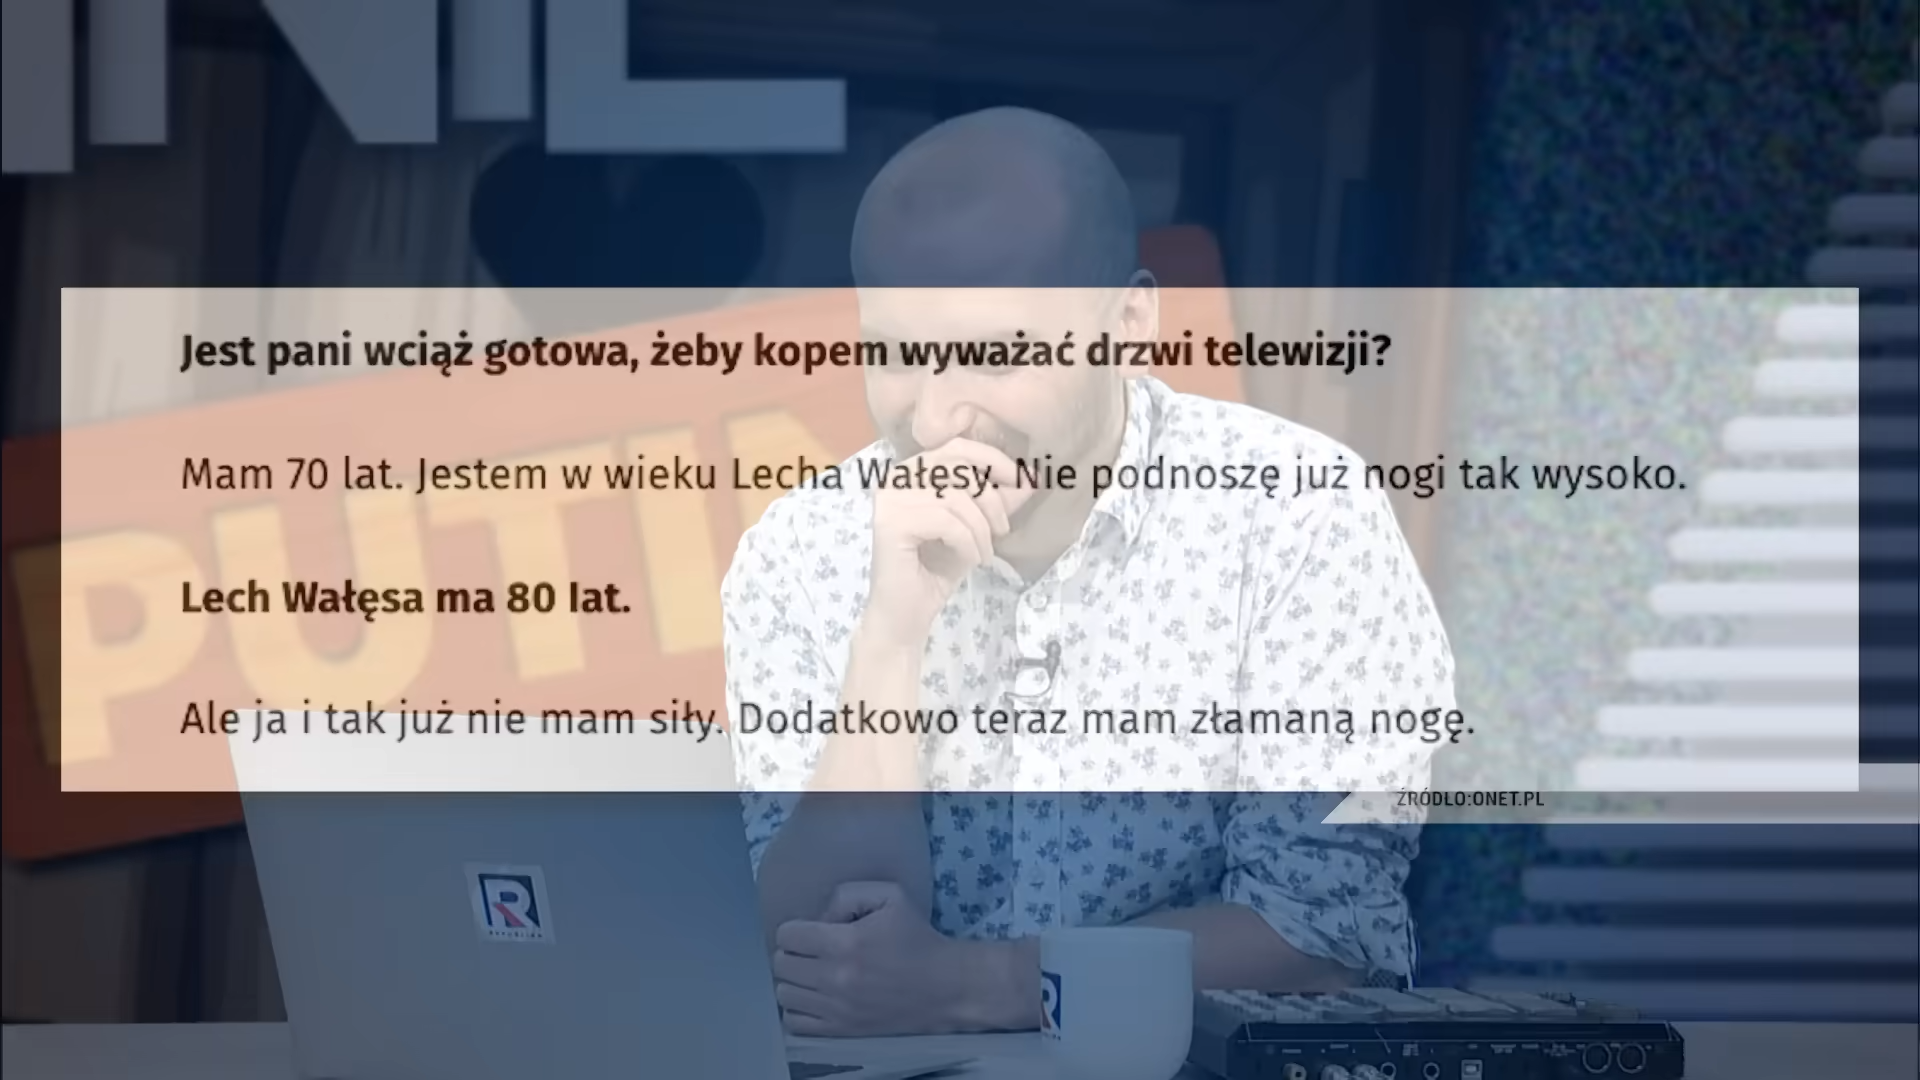 Jest pani wciąż gotowa, żeby kopem wyważać drzwi telewizji?
Mam 70 lat. Jestem w wieku Lecha Wałęsy. Nie podnoszę już nogi tak wysoko.
Lech Wałęsa ma 80 lat.
Ale ja i tak już nie mam siły. Dodatkowo teraz mam złamaną nogę.
ŹRÓDŁO:ONET.PL
PUTIN
R
Republika
R